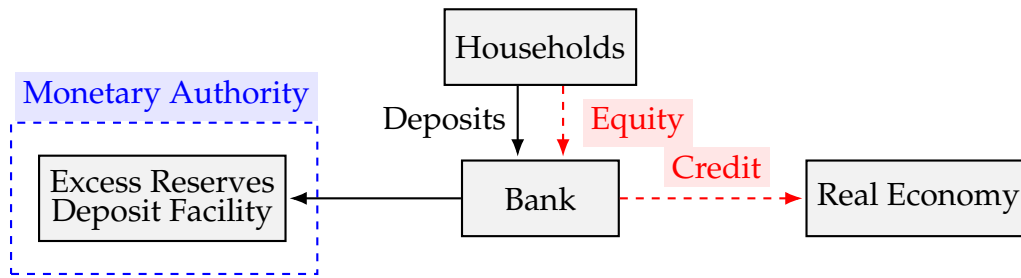 Households
Monetary Authority
Deposits
Equity
Credit
Excess Reserves
Deposit Facility
Bank
Real Economy